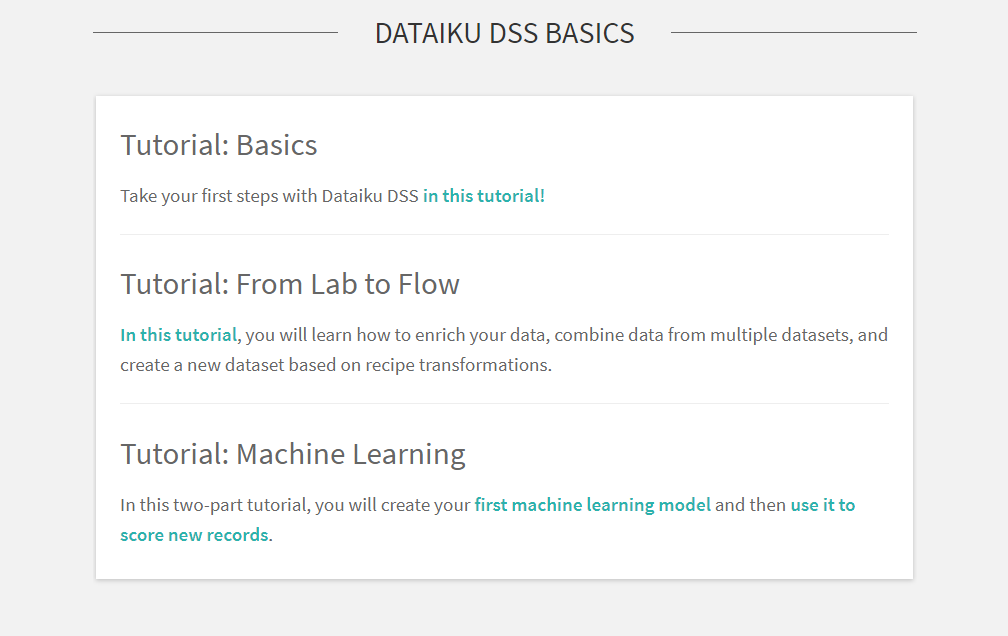 DATAIKU DSS BASICS
Tutorial: Basics
Take your first steps with Dataiku DSS in this tutorial!
Tutorial: From Lab to Flow
In this tutorial, you will learn how to enrich your data, combine data from multiple datasets, and
create a new dataset based on recipe transformations.
Tutorial: Machine Learning
In this two-part tutorial, you will create your first machine learning model and then use it to
score new records.